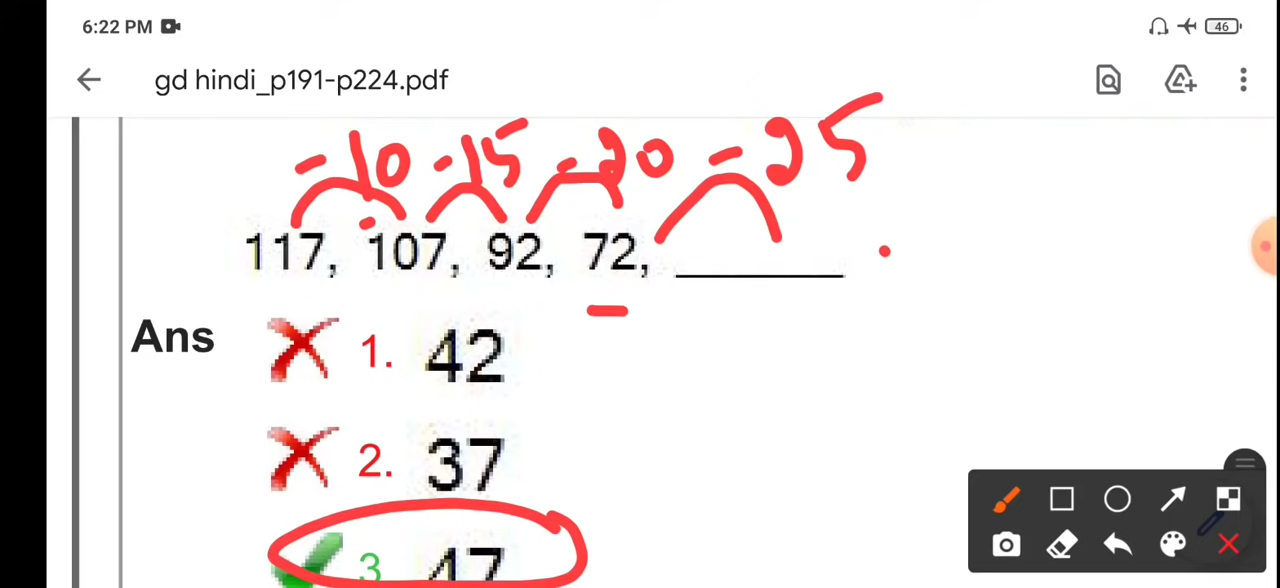 6:22 PM 46
gd hindi_p191-p224.pdf
-10 -15 -20 -25
117, 107, 92, 72, ________
Ans 1. 42
2. 37
3 47